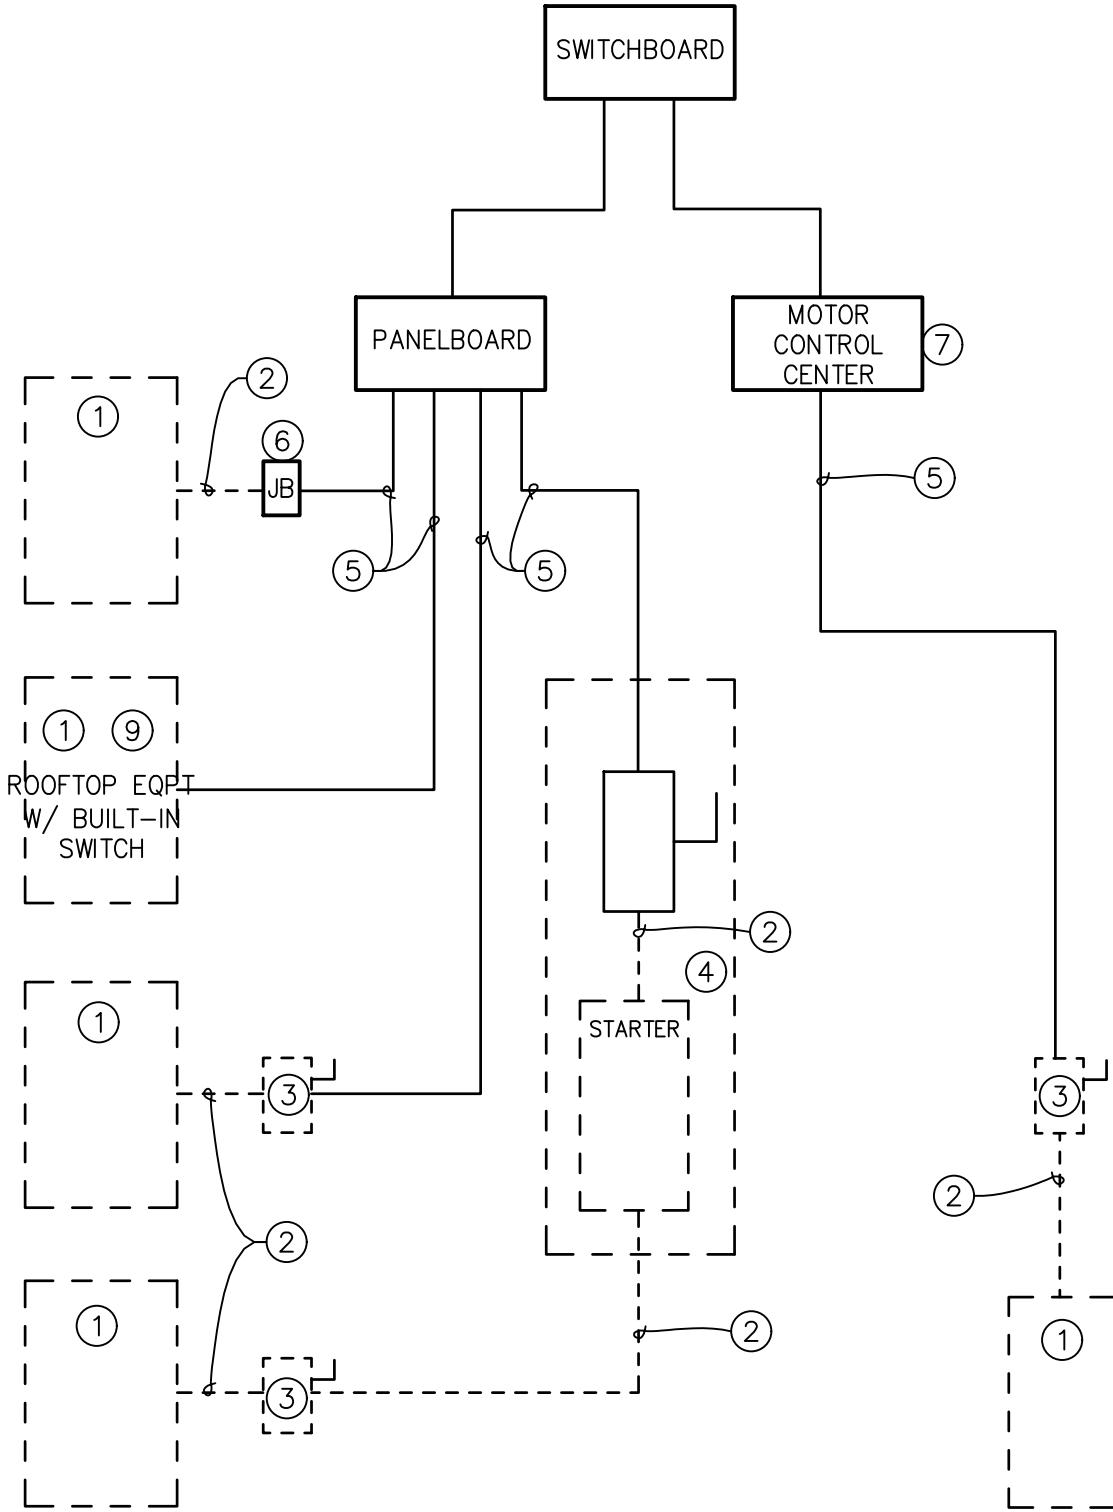 SWITCHBOARD
PANELBOARD
MOTOR
CONTROL
CENTER
7
2
1
6
JB
5
5
5
1 9
ROOFTOP EQPT
W/ BUILT-IN
SWITCH
2
4
STARTER
1
3
3
2
2
1
2
1
3